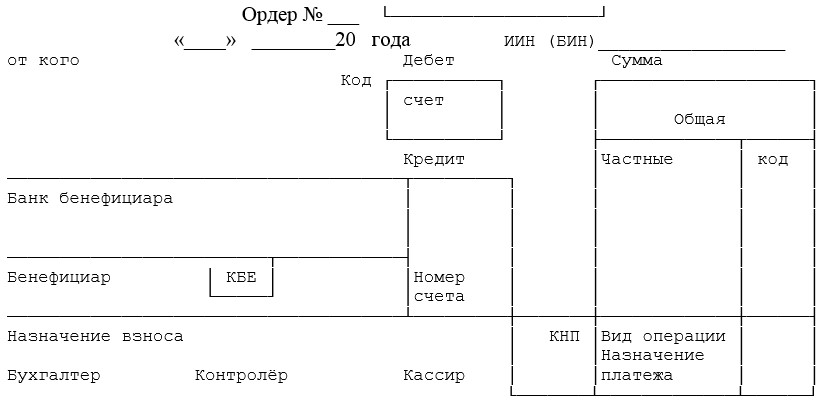 Ордер № ___
«____» ________20 года ИИН (БИН)__________________
от кого Дебет Сумма
Код
счет
Общая
Кредит Частные код
Банк бенефициара
Бенефициар КБЕ Номер
счета
Назначение взноса КНП Вид операции
Назначение
Бухгалтер Контролёр Кассир платежа